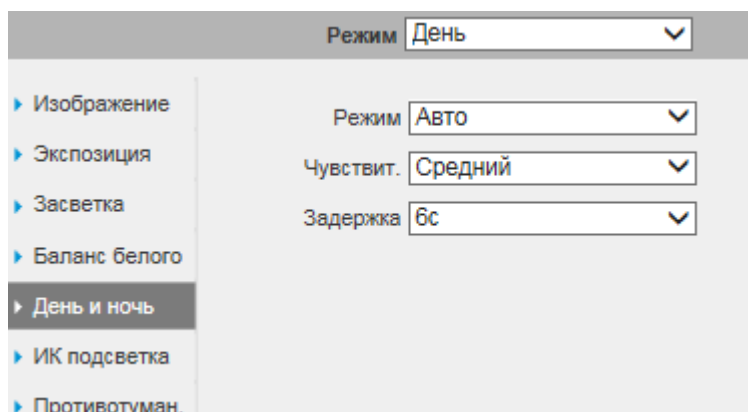 Режим День
Изображение
Экспозиция
Засветка
Баланс белого
День и ночь
ИК подсветка
Противотуман.
Режим Авто
Чувствит. Средний
Задержка 6с